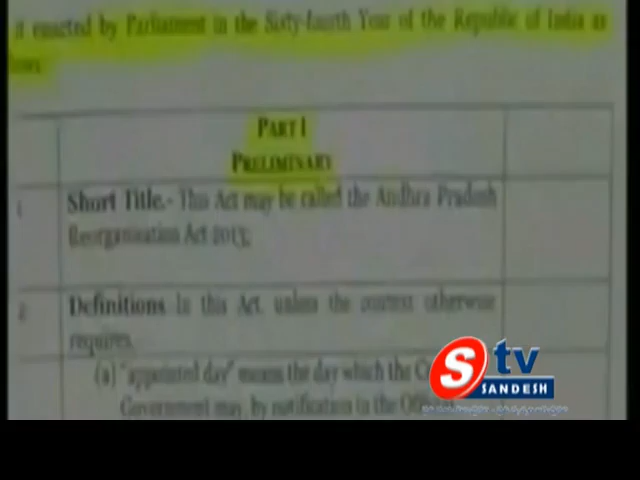 it enacted by Parliament in the Sixty-fourth Year of the Republic of India as
PART I
PRELIMINARY
1. Short Title.- This Act may be called the Andhra Pradesh
Reorganisation Act 2013.
2. Definitions In this Act, unless the context otherwise
requires,
(a) "appointed day" means the day which the
Government may, by notification in the
S tv
SANDESH